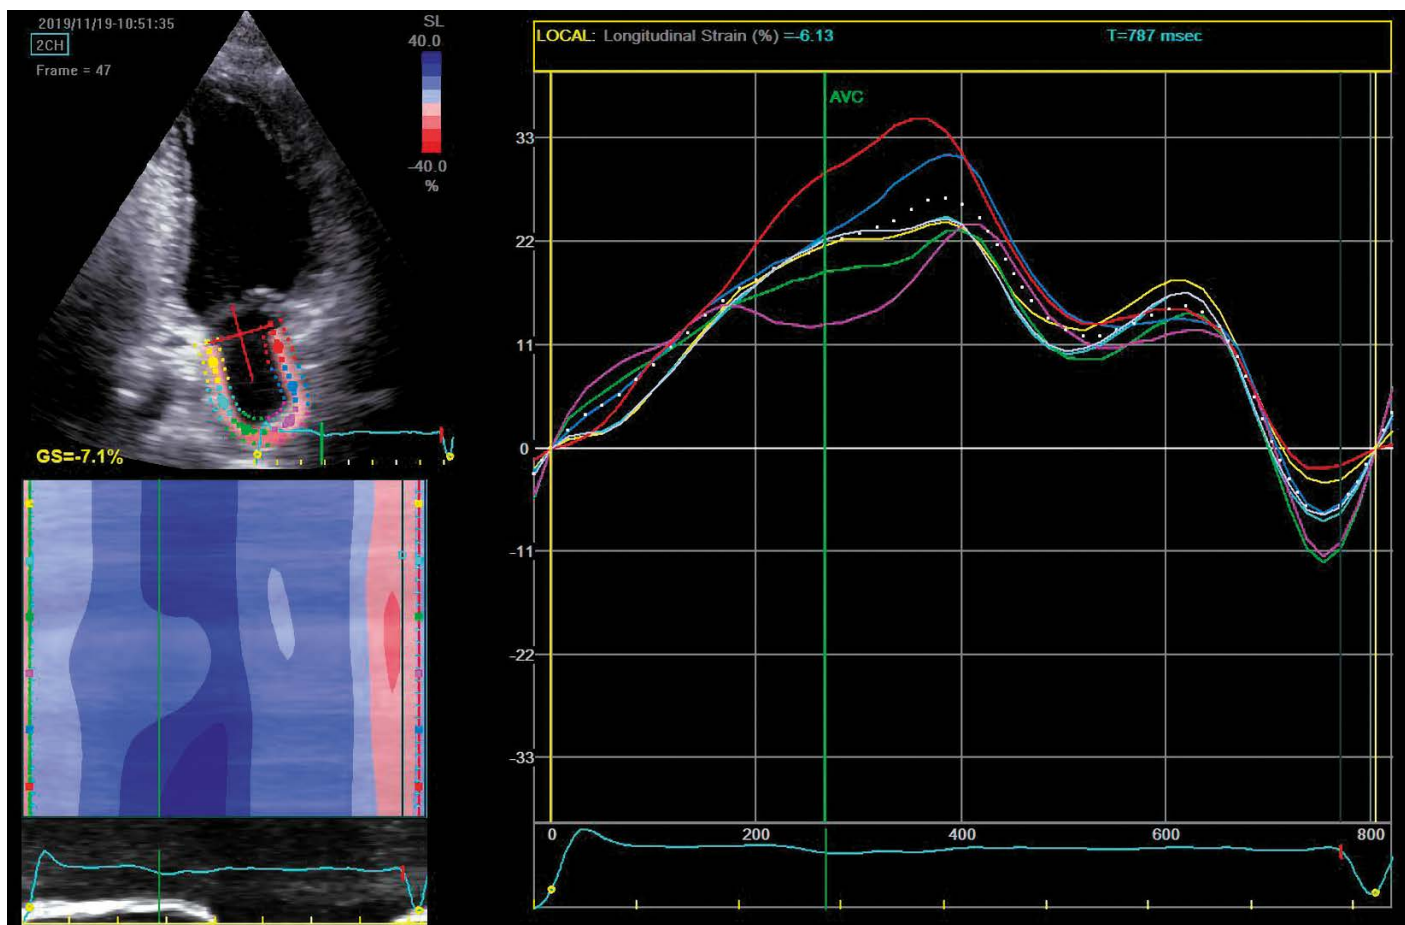 2019/11/19-10:51:35
2CH
Frame = 47
SL
40.0
-40.0
%
GS=-7.1%
LOCAL: Longitudinal Strain (%) =-6.13 T=787 msec
AVC
33
22
11
0
-11
-22
-33
0 200 400 600 800